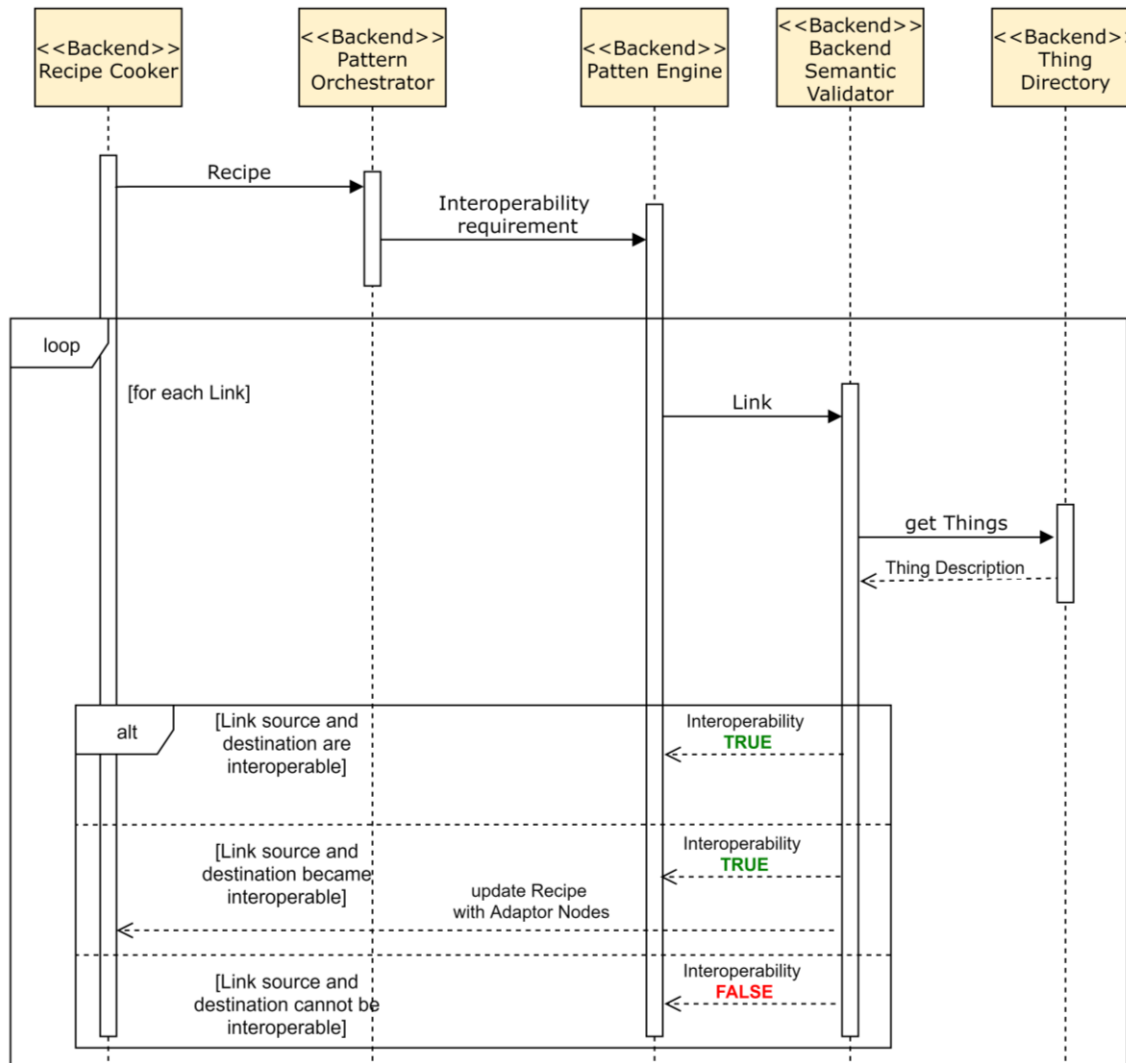 <<Backend>>
Recipe Cooker
<<Backend>>
Pattern
Orchestrator
<<Backend>>
Patten Engine
<<Backend>>
Backend
Semantic
Validator
<<Backend>
Thing
Directory
Recipe
Interoperability
requirement
loop
[for each Link]
Link
get Things
Thing Description
alt
[Link source and
destination are
interoperable]
Interoperability
TRUE
[Link source and
destination became
interoperable]
Interoperability
TRUE
update Recipe
with Adaptor Nodes
[Link source and
destination cannot be
interoperable]
Interoperability
FALSE